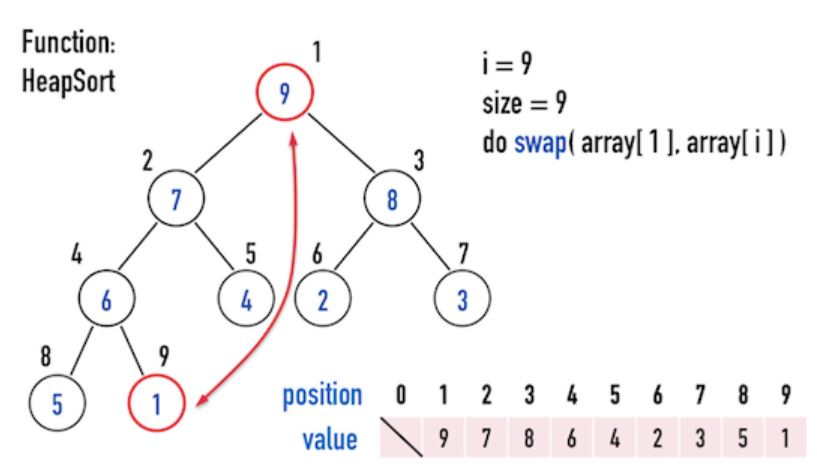 Function:
HeapSort
i = 9
size = 9
do swap( array[ 1 ], array[ i ] )
1
9
2
3
7
8
4
5
6
7
6
4
2
3
8
9
5
1
position 0 1 2 3 4 5 6 7 8 9
value 9 7 8 6 4 2 3 5 1